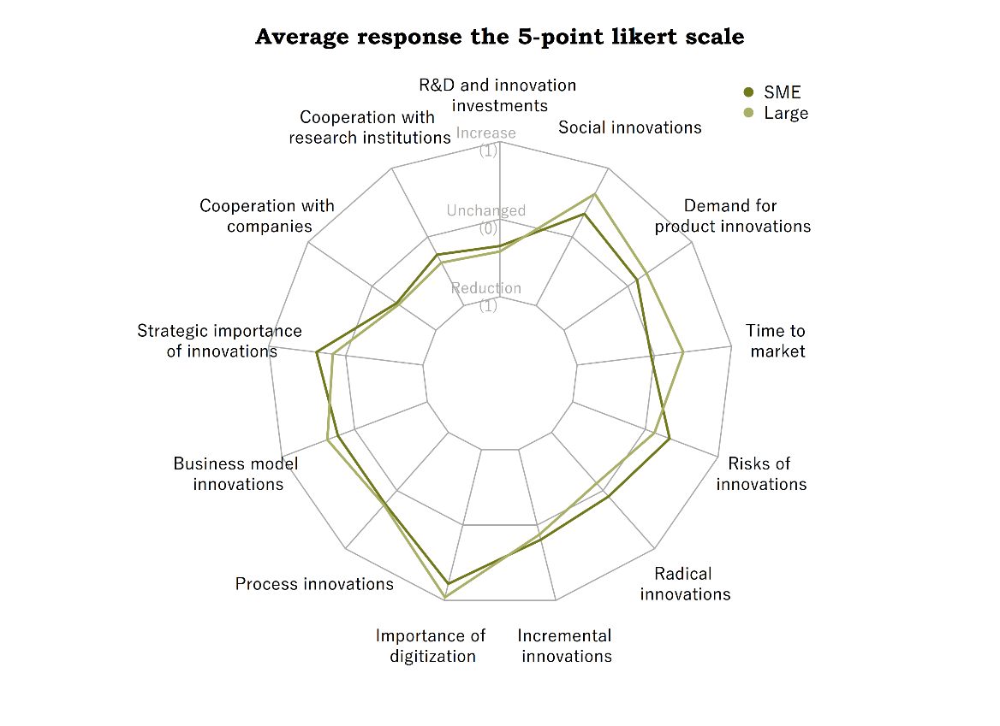 Average response the 5-point likert scale
SME
Large
R&D and innovation
investments
Social innovations
Demand for
product innovations
Time to
market
Risks of
innovations
Radical
innovations
Incremental
innovations
Importance of
digitization
Process innovations
Business model
innovations
Strategic importance
of innovations
Cooperation with
companies
Cooperation with
research institutions
Increase
(1)
Unchanged
(0)
Reduction
(1)